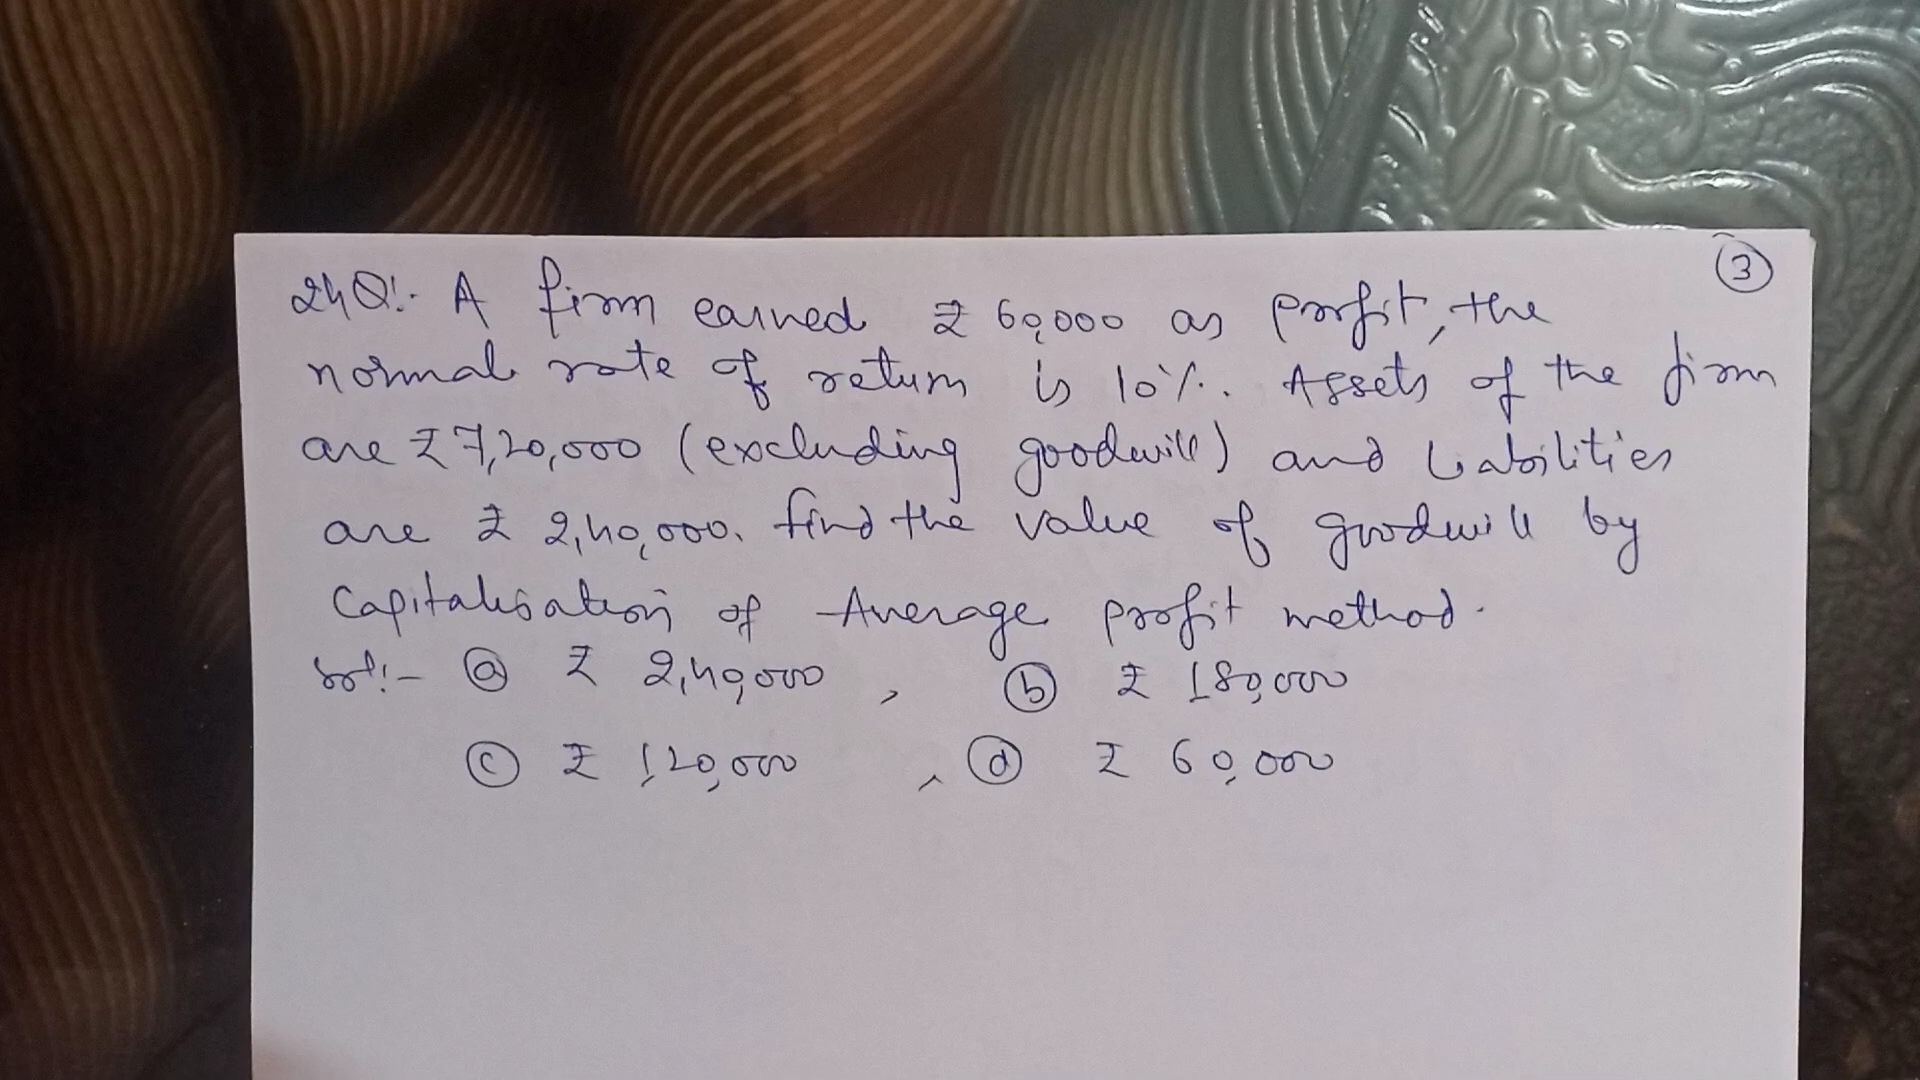 3
24Q!- A firm earned ₹ 60,000 as profit, the
normal rate of return is 10%. Assets of the firm
are ₹ 7,20,000 (excluding goodwill) and Liabilities
are ₹ 2,40,000. find the value of goodwill by
Capitalisation of Average profit method.
sol:- (a) ₹ 2,40,000 , (b) ₹ 180,000
(c) ₹ 1,20,000 , (d) ₹ 60,000